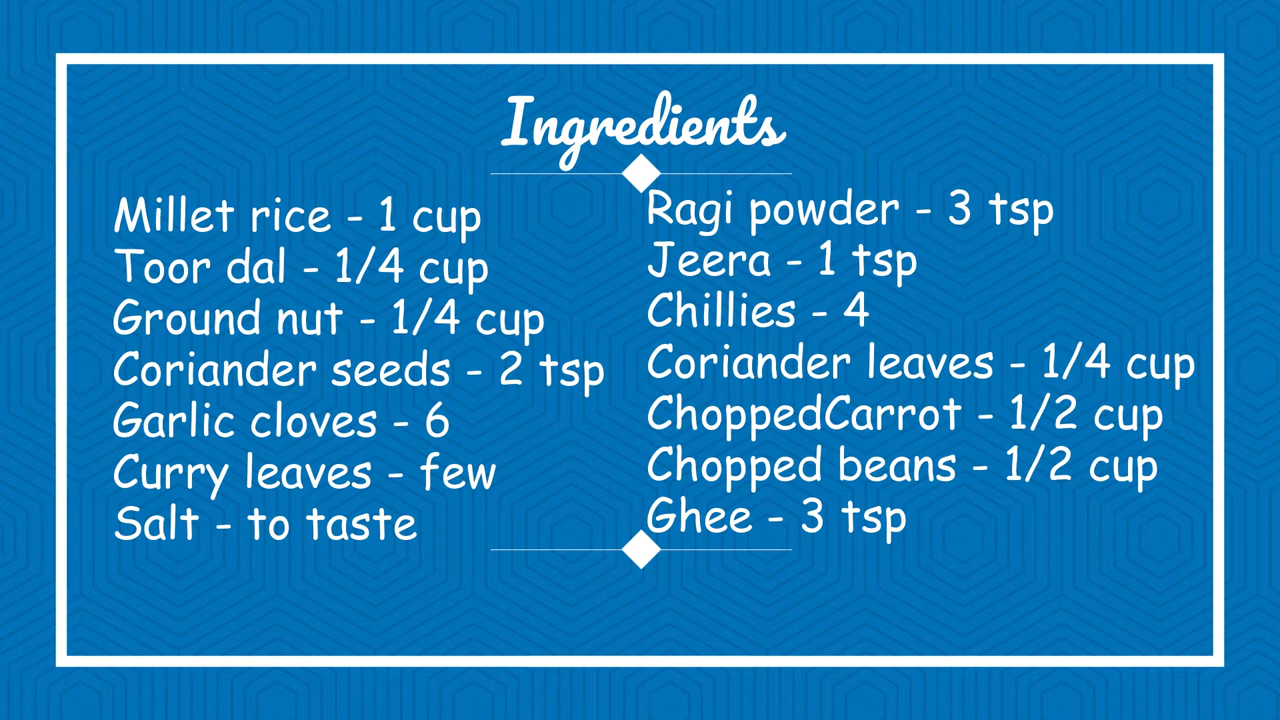 Ingredients
Millet rice - 1 cup
Toor dal - 1/4 cup
Ground nut - 1/4 cup
Coriander seeds - 2 tsp
Garlic cloves - 6
Curry leaves - few
Salt - to taste
Ragi powder - 3 tsp
Jeera - 1 tsp
Chillies - 4
Coriander leaves - 1/4 cup
ChoppedCarrot - 1/2 cup
Chopped beans - 1/2 cup
Ghee - 3 tsp